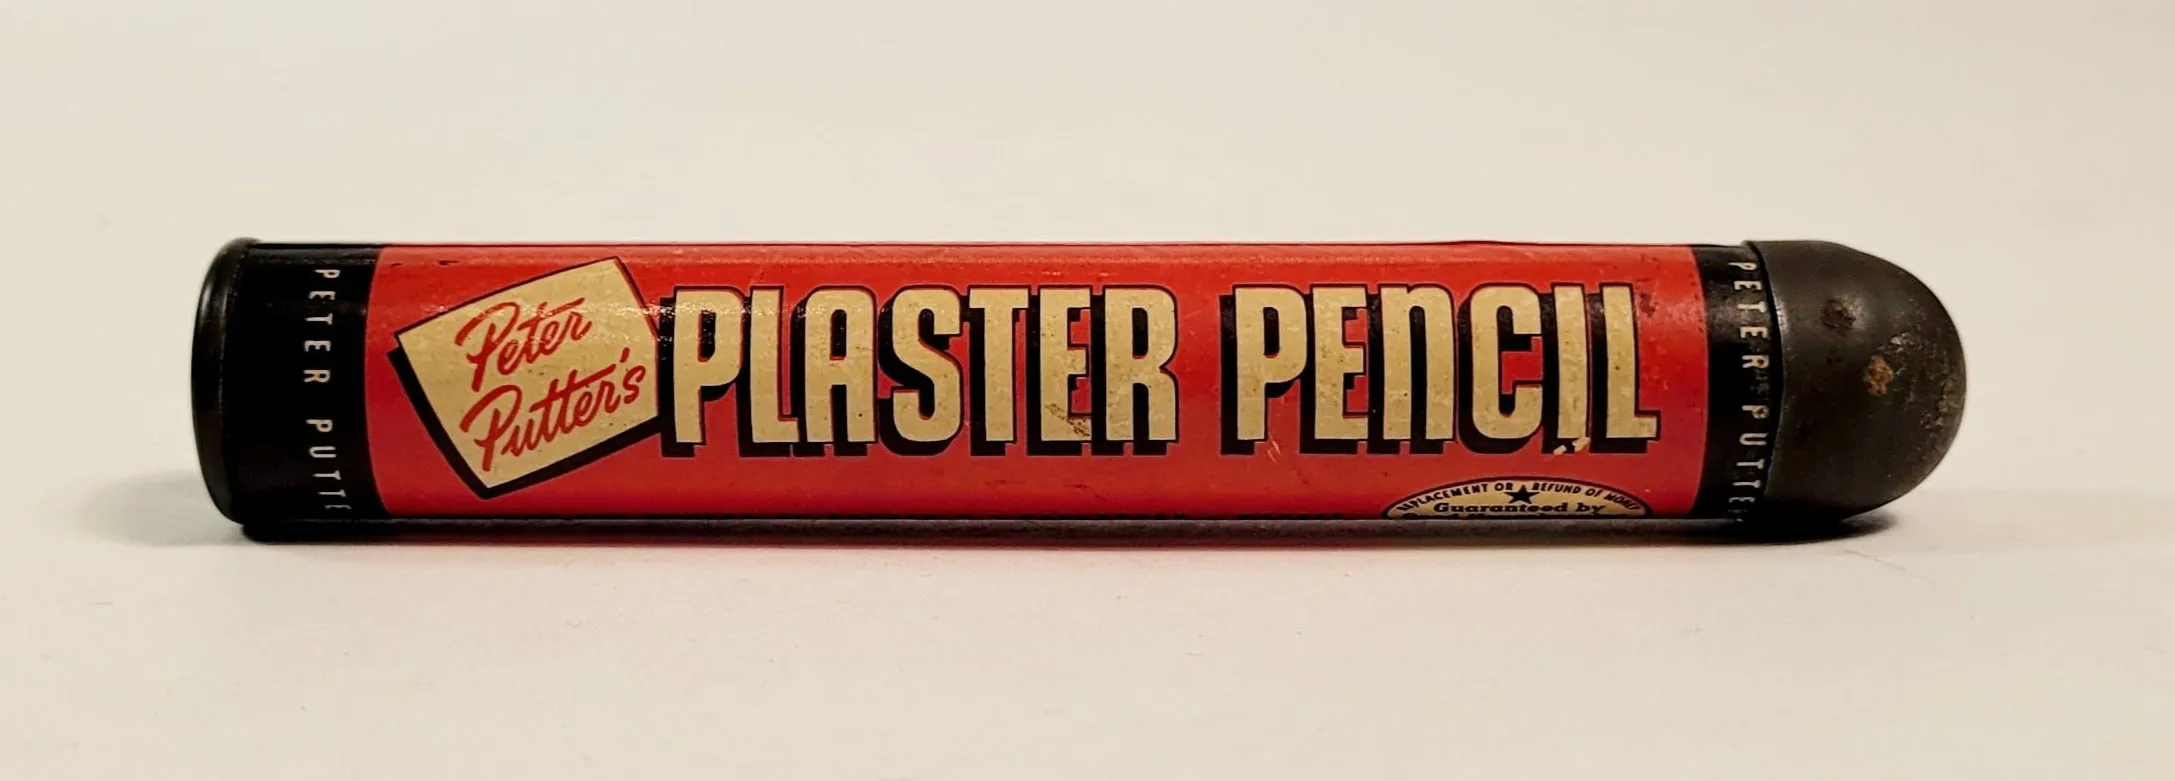 PETER PUTTE
Peter
Putter's
PLASTER PENCIL
REPLACEMENT OR ★ REFUND OF MONEY
Guaranteed by
PETER PUTTE